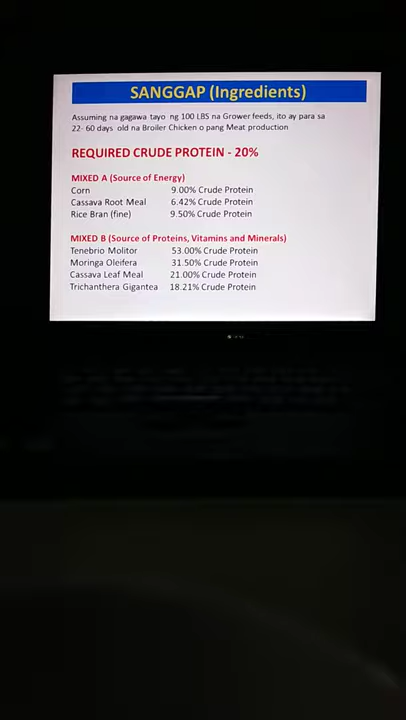 SANGGAP (Ingredients)
Assuming na gagawa tayo ng 100 LBS na Grower feeds, ito ay para sa
22- 60 days old na Broiler Chicken o pang Meat production
REQUIRED CRUDE PROTEIN - 20%
MIXED A (Source of Energy)
Corn 9.00% Crude Protein
Cassava Root Meal 6.42% Crude Protein
Rice Bran (fine) 9.50% Crude Protein
MIXED B (Source of Proteins, Vitamins and Minerals)
Tenebrio Molitor 53.00% Crude Protein
Moringa Oleifera 31.50% Crude Protein
Cassava Leaf Meal 21.00% Crude Protein
Trichanthera Gigantea 18.21% Crude Protein